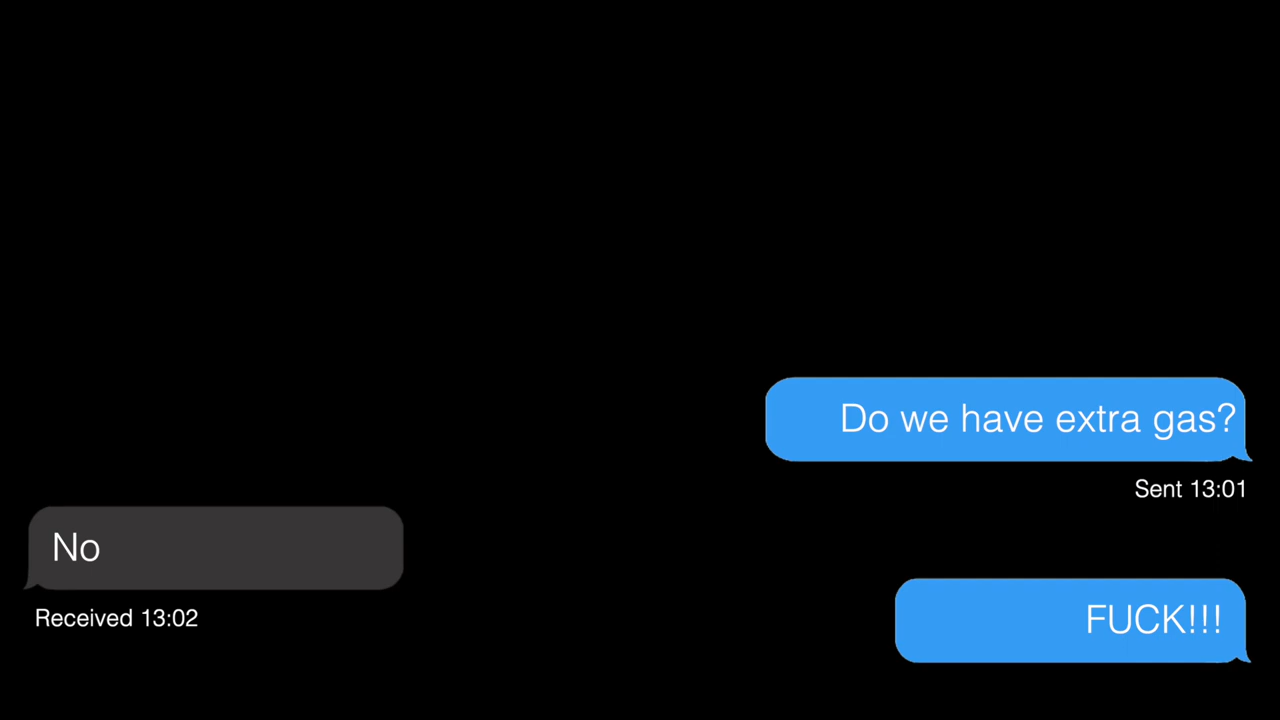 Do we have extra gas?
Sent 13:01
No
Received 13:02
FUCK!!!